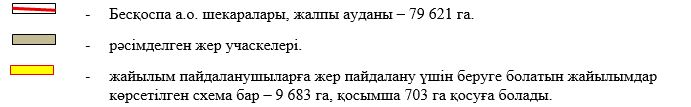 - Бесқоспа а.о. шекаралары, жалпы ауданы – 79 621 га.
- рәсімделген жер учаскелері.
- жайылым пайдаланушыларға жер пайдалану үшін беруге болатын жайылымдар
көрсетілген схема бар – 9 683 га, қосымша 703 га қосуға болады.